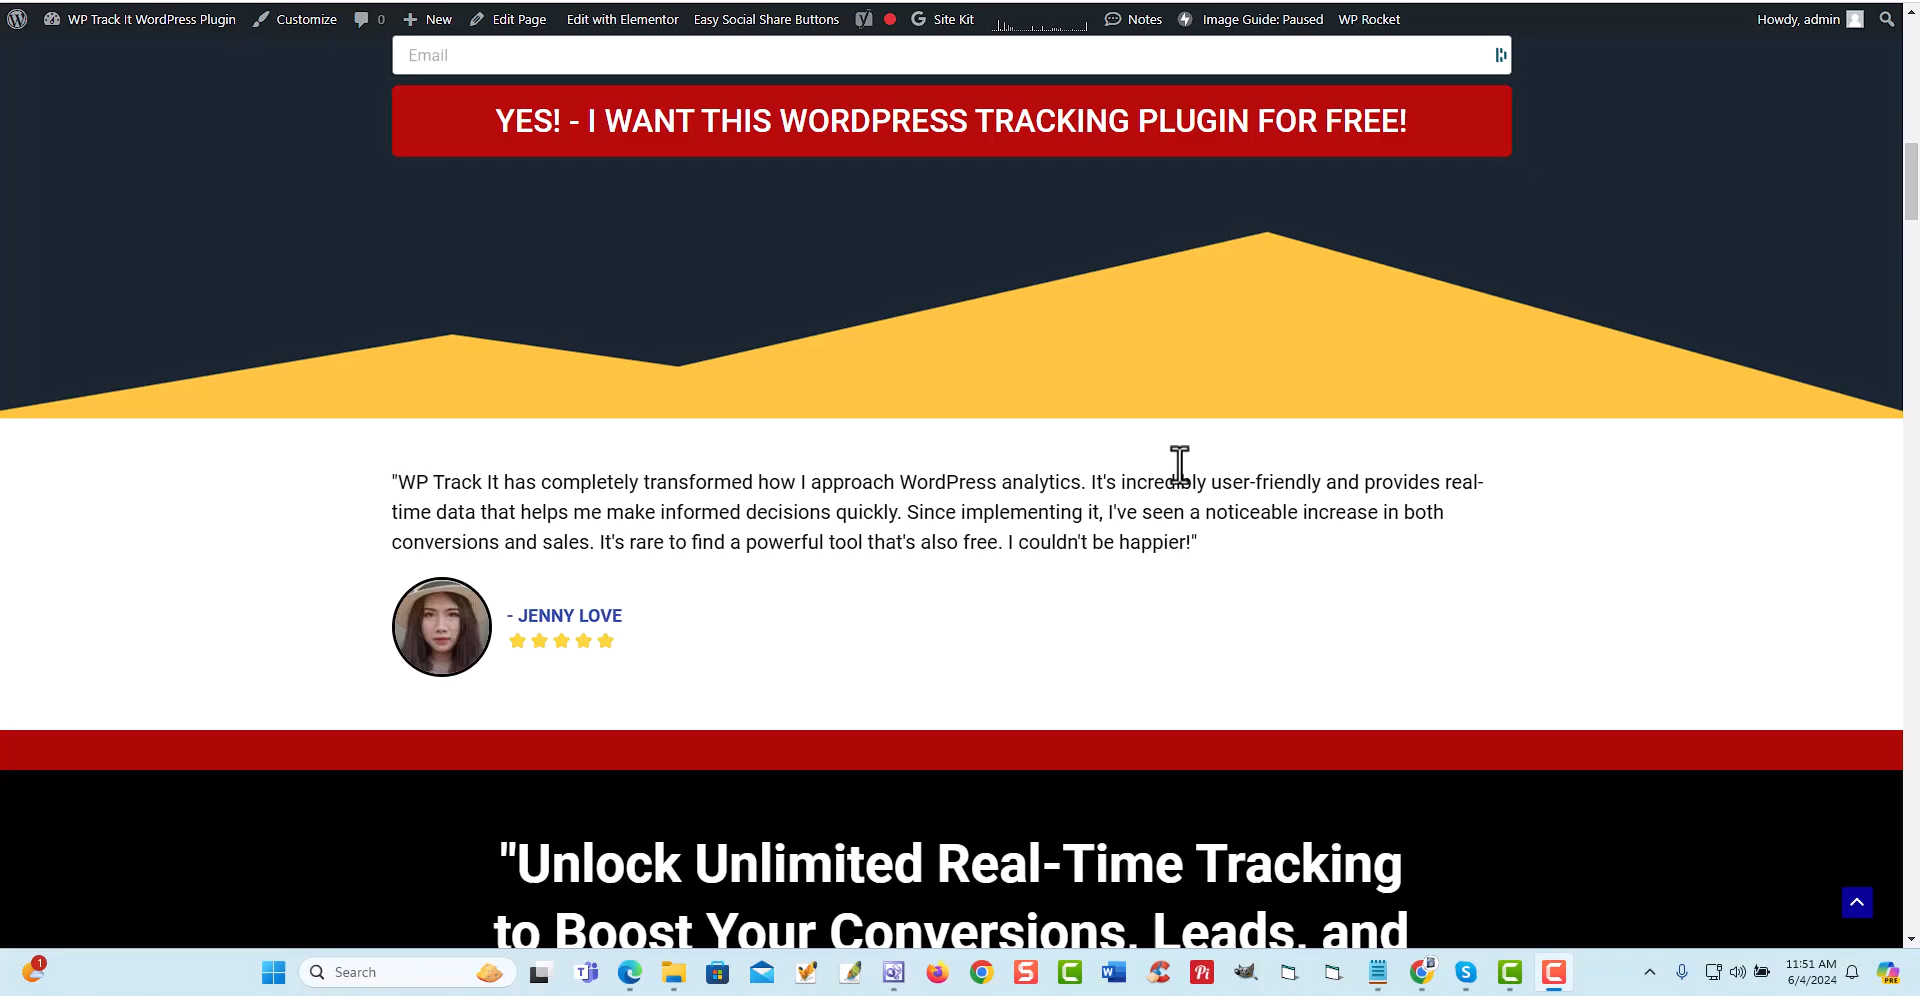 WP Track It WordPress Plugin Customize 0 New Edit Page Edit with Elementor Easy Social Share Buttons Site Kit Notes Image Guide: Paused WP Rocket Howdy, admin
Email
YES! - I WANT THIS WORDPRESS TRACKING PLUGIN FOR FREE!
"WP Track It has completely transformed how I approach WordPress analytics. It's incredibly user-friendly and provides real-
time data that helps me make informed decisions quickly. Since implementing it, I've seen a noticeable increase in both
conversions and sales. It's rare to find a powerful tool that's also free. I couldn't be happier!"
- JENNY LOVE
"Unlock Unlimited Real-Time Tracking
to Boost Your Conversions, Leads, and
1 Search 11:51 AM
6/4/2024